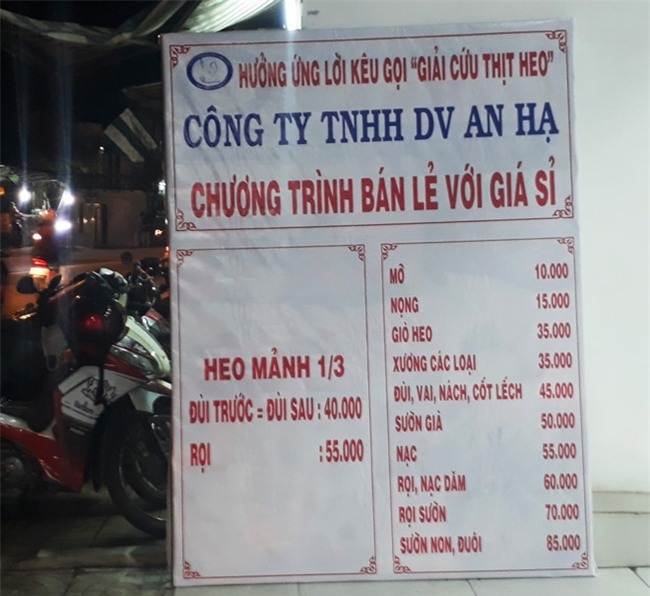 HƯỞNG ỨNG LỜI KÊU GỌI "GIẢI CỨU THỊT HEO"
CÔNG TY TNHH DV AN HẠ
CHƯƠNG TRÌNH BÁN LẺ VỚI GIÁ SỈ
HEO MẢNH 1/3
ĐÙI TRƯỚC = ĐÙI SAU : 40.000
RỌI : 55.000
MỠ 10.000
NỌNG 15.000
GIÒ HEO 35.000
XƯƠNG CÁC LOẠI 35.000
ĐÙI, VAI, NÁCH, CỐT LẾCH 45.000
SƯỜN GIÀ 50.000
NẠC 55.000
RỌI, NẠC DĂM 60.000
RỌI SƯỜN 70.000
SƯỜN NON, ĐUÔI 85.000